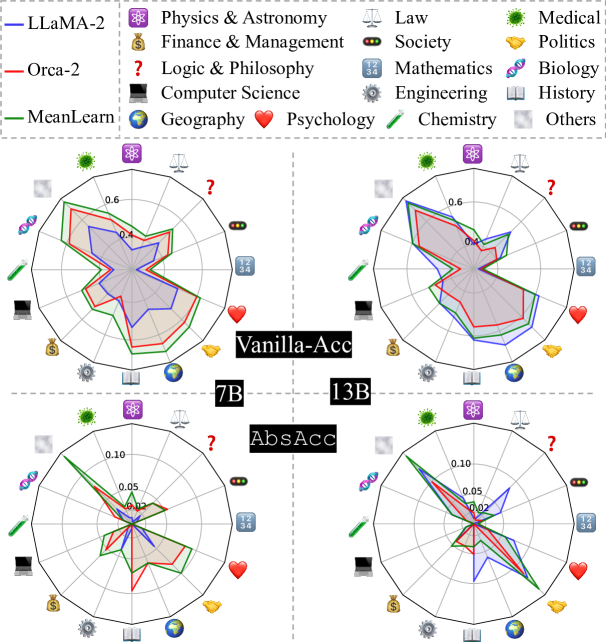 LLaMA-2
Orca-2
MeanLearn
Physics & Astronomy
Law
Medical
Finance & Management
Society
Politics
Logic & Philosophy
Mathematics
Biology
Computer Science
Engineering
History
Geography
Psychology
Chemistry
Others
0.6
0.4
0.6
0.4
Vanilla-Acc
7B
13B
AbsAcc
0.10
0.05
0.02
0.10
0.05
0.02